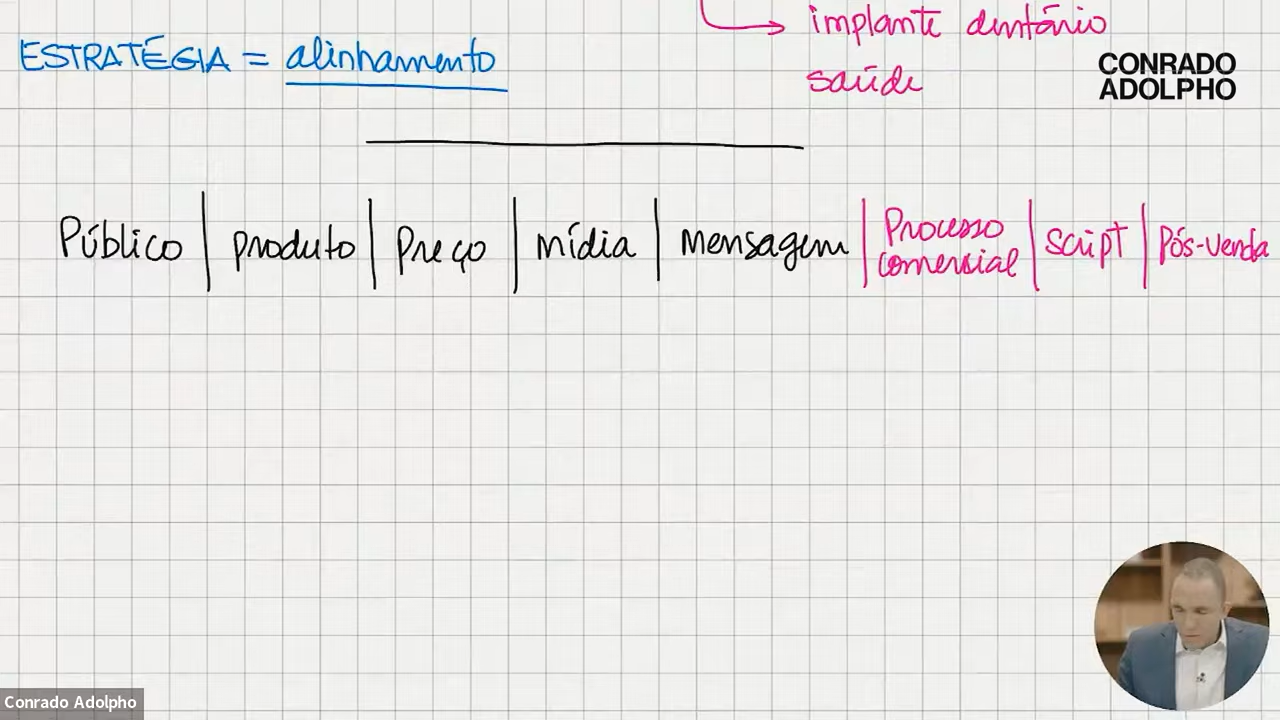 implante dentário
ESTRATÉGIA = alinhamento
saúde
CONRADO
ADOLPHO
Público | produto | Preço | mídia | mensagem | Processo comercial | script | Pós-venda
Conrado Adolpho